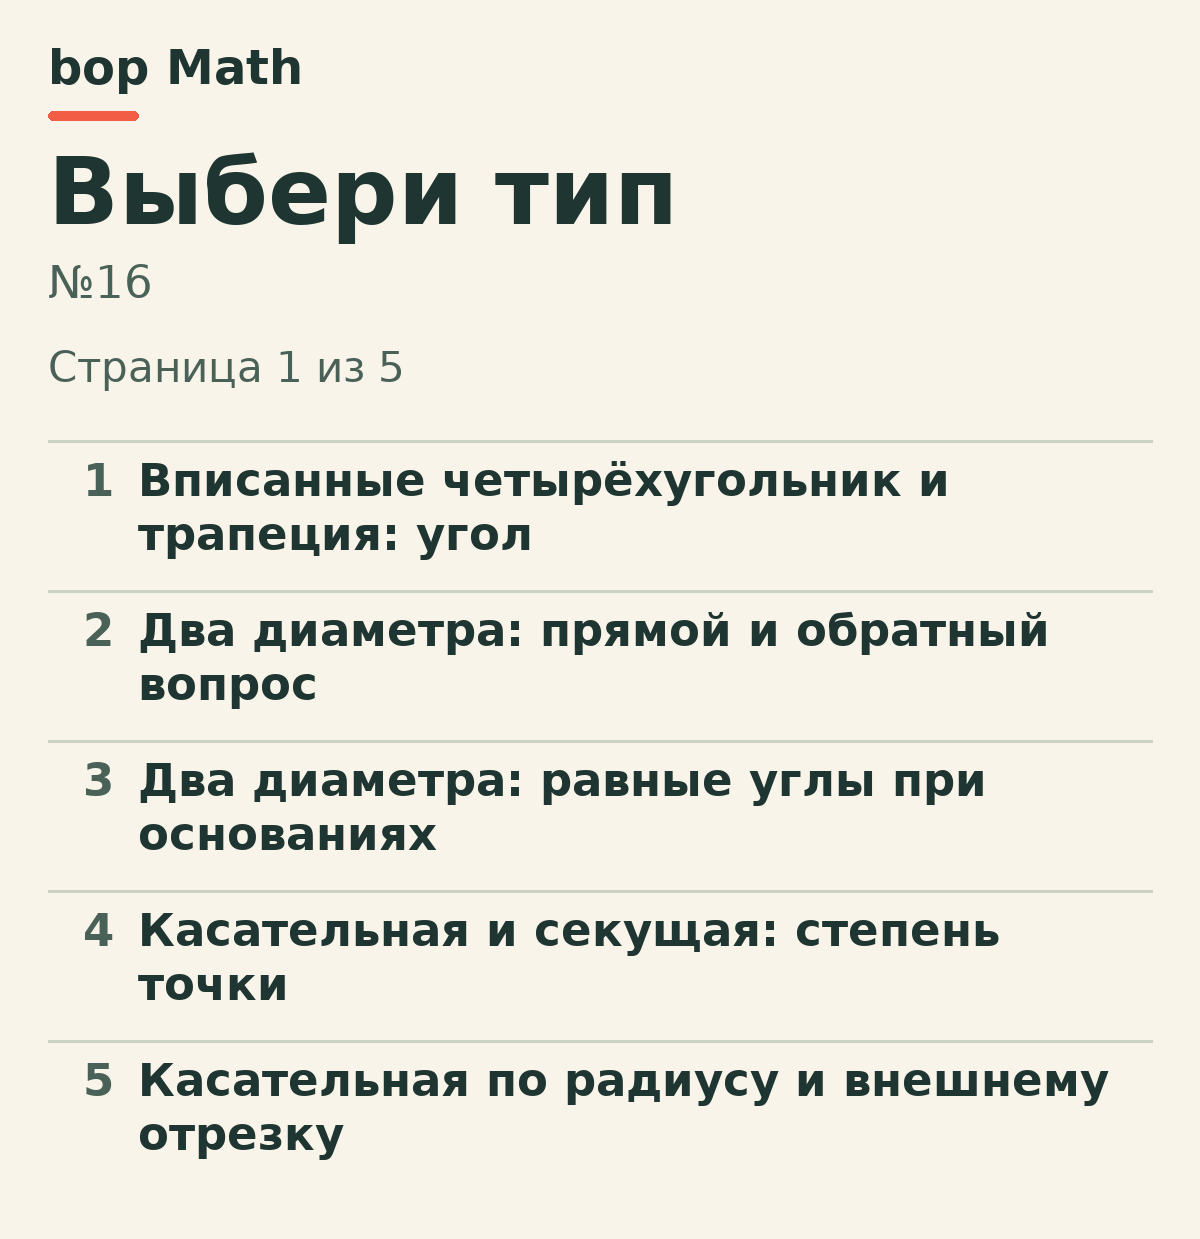 bop Math
Выбери тип
№16
Страница 1 из 5
1 Вписанные четырёхугольник и
трапеция: угол
2 Два диаметра: прямой и обратный
вопрос
3 Два диаметра: равные углы при
основаниях
4 Касательная и секущая: степень
точки
5 Касательная по радиусу и внешнему
отрезку